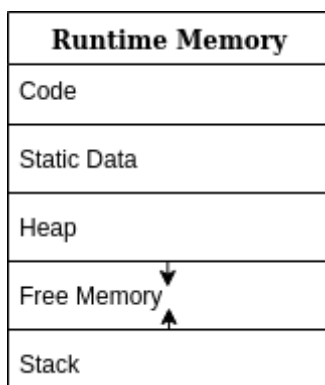 Runtime Memory
Code
Static Data
Heap
Free Memory
Stack